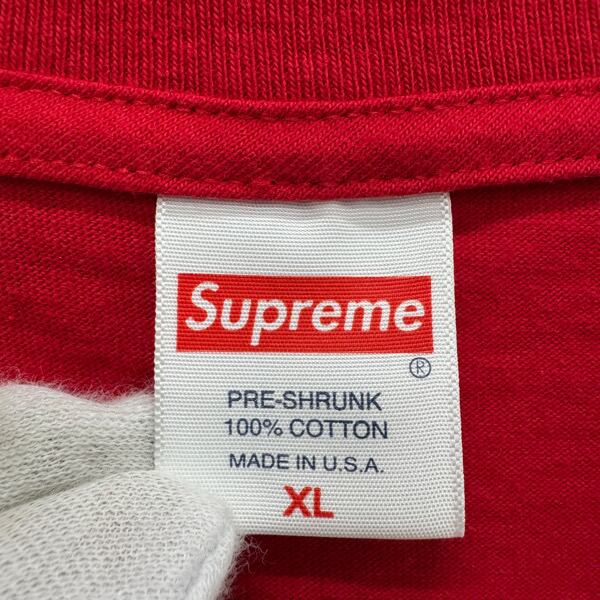 Supreme
®
PRE-SHRUNK
100% COTTON
MADE IN U.S.A.
XL